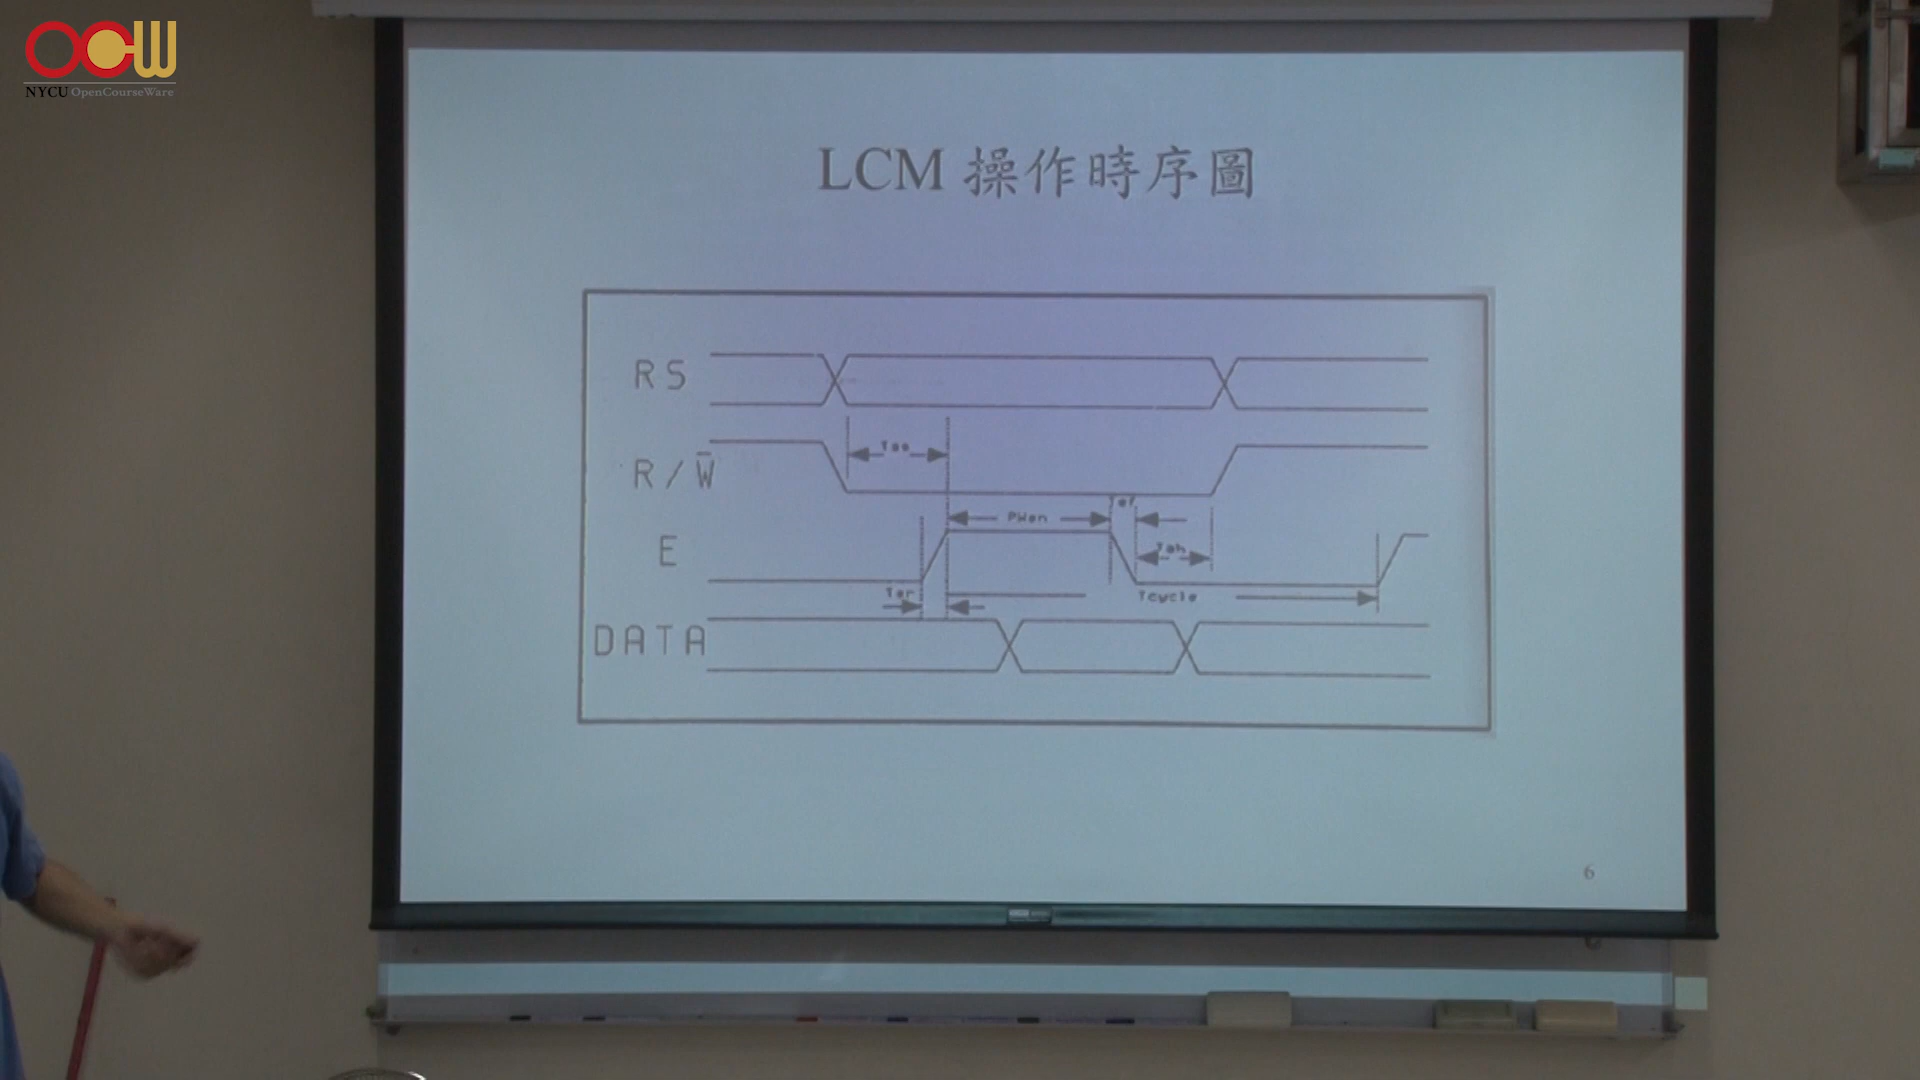 OCW
NYCU OpenCourseWare
LCM 操作時序圖
RS
R/W̅
PWen
E
Tcycle
DATA
6